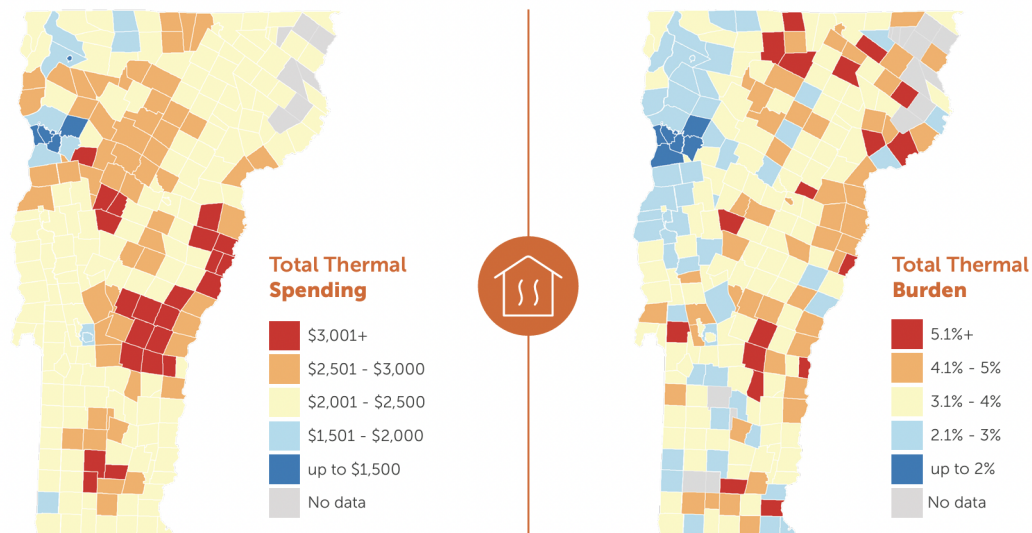 Total Thermal
Spending
$3,001+
$2,501 - $3,000
$2,001 - $2,500
$1,501 - $2,000
up to $1,500
No data
Total Thermal
Burden
5.1%+
4.1% - 5%
3.1% - 4%
2.1% - 3%
up to 2%
No data